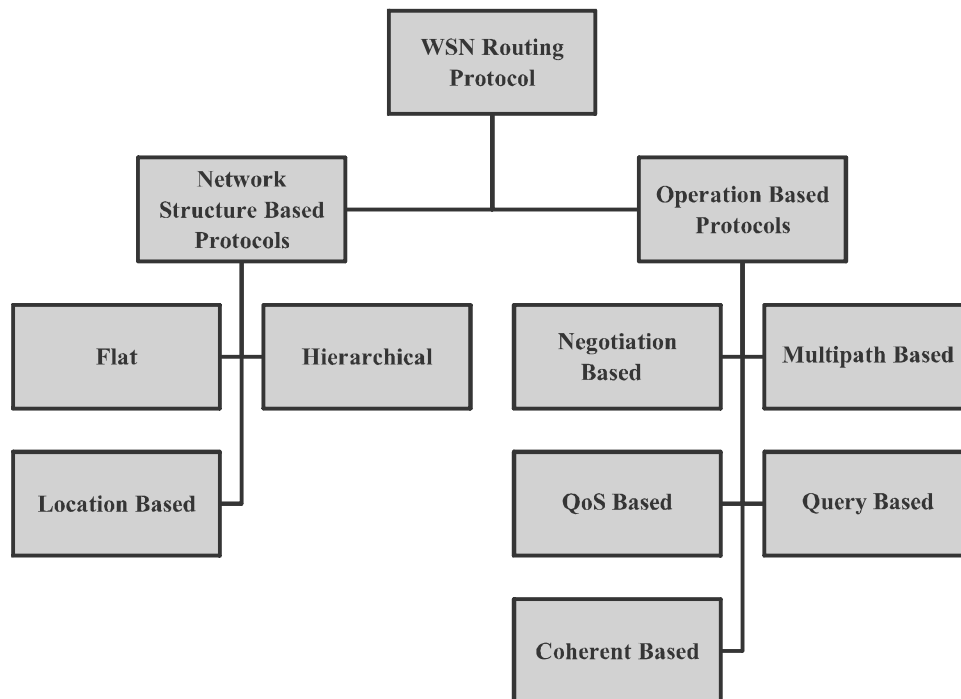 WSN Routing
Protocol
Network
Structure Based
Protocols
Operation Based
Protocols
Flat
Hierarchical
Negotiation
Based
Multipath Based
Location Based
QoS Based
Query Based
Coherent Based